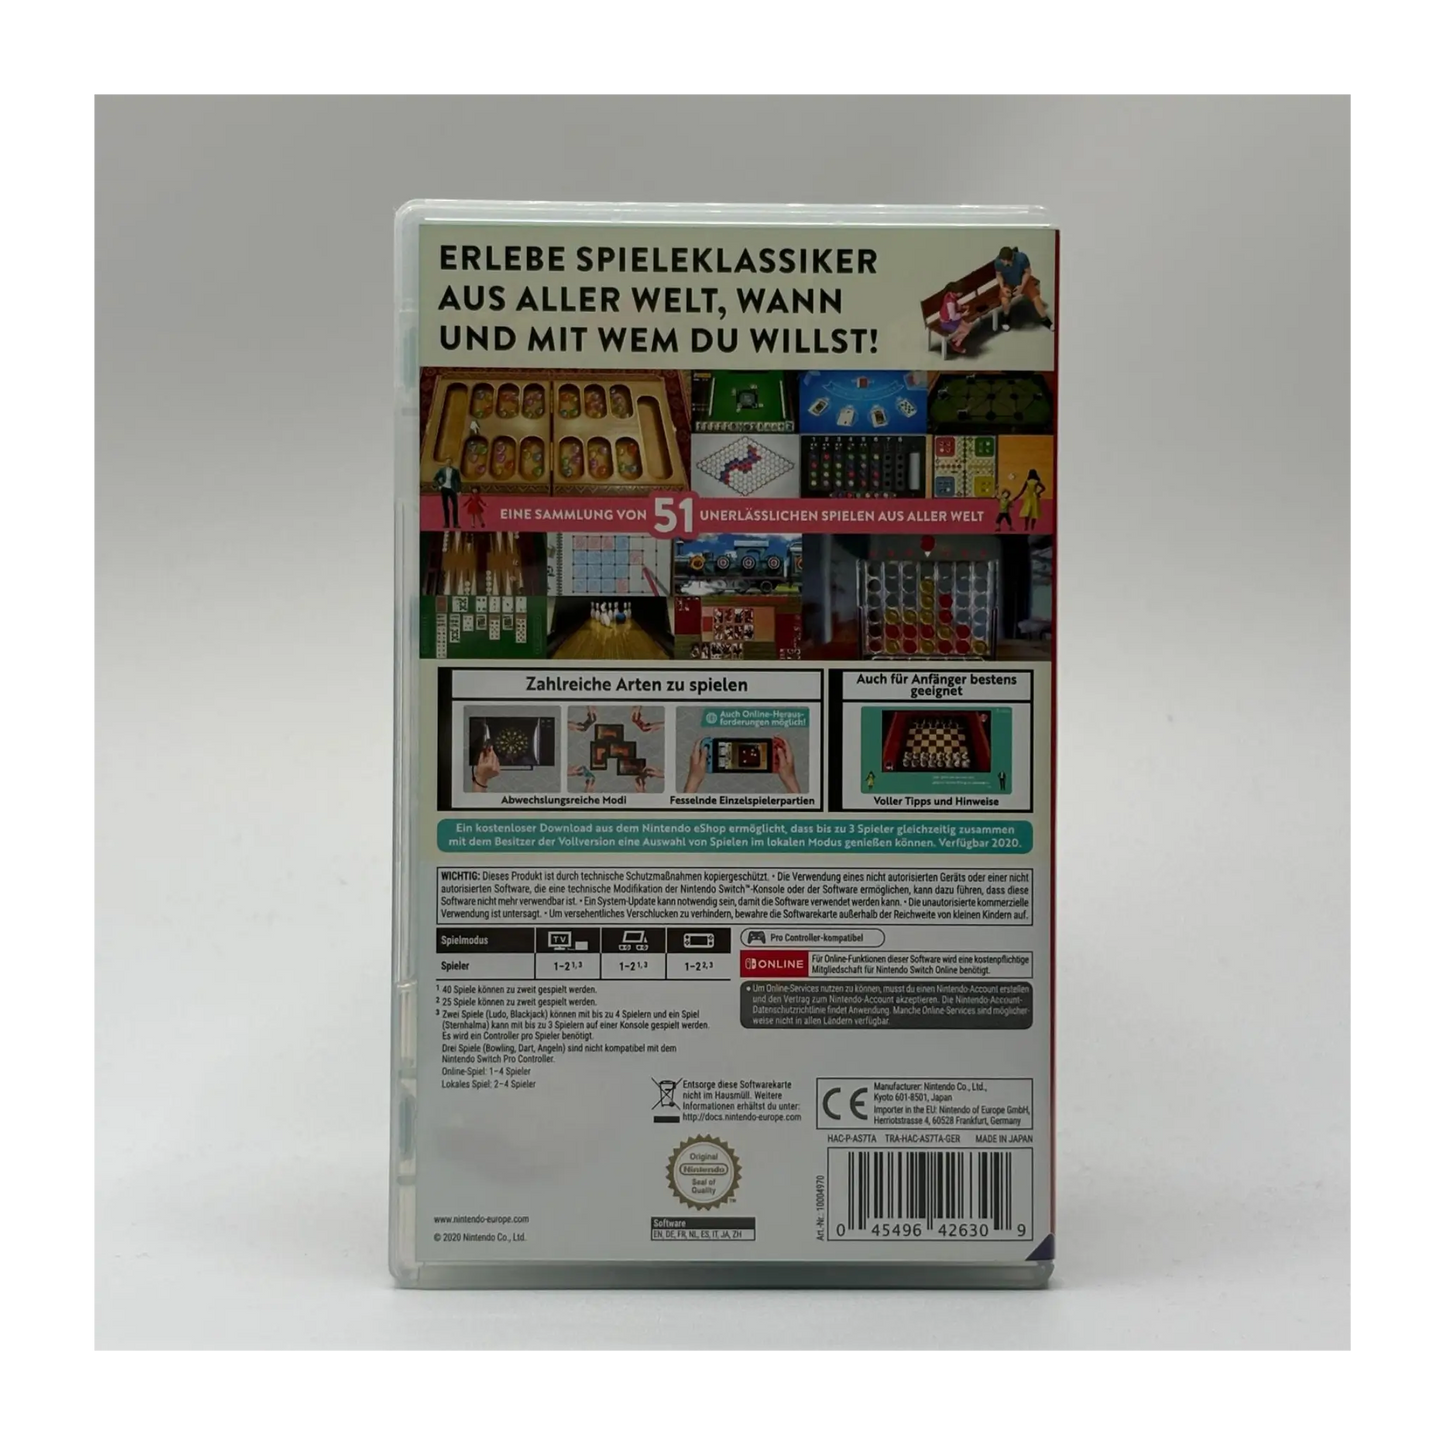 ERLEBE SPIELEKLASSIKER
AUS ALLER WELT, WANN
UND MIT WEM DU WILLST!
EINE SAMMLUNG VON 51 UNERLÄSSLICHEN SPIELEN AUS ALLER WELT
Zahlreiche Arten zu spielen
Auch Online-Heraus-
forderungen möglich!
Abwechslungsreiche Modi
Fesselnde Einzelspielerpartien
Auch für Anfänger bestens
geeignet
Voller Tipps und Hinweise
Ein kostenloser Download aus dem Nintendo eShop ermöglicht, dass bis zu 3 Spieler gleichzeitig zusammen
mit dem Besitzer der Vollversion eine Auswahl von Spielen im lokalen Modus genießen können. Verfügbar 2020.
WICHTIG: Dieses Produkt ist durch technische Schutzmaßnahmen kopiergeschützt. • Die Verwendung eines nicht autorisierten Geräts oder einer nicht
autorisierten Software, die eine technische Modifikation der Nintendo Switch™-Konsole oder der Software ermöglichen, kann dazu führen, dass diese
Software nicht mehr verwendbar ist. • Ein System-Update kann notwendig sein, damit die Software verwendet werden kann. • Die unautorisierte kommerzielle
Verwendung ist untersagt. • Um versehentliches Verschlucken zu verhindern, bewahre die Softwarekarte außerhalb der Reichweite von kleinen Kindern auf.
Spielmodus TV
Spieler 1-2 1, 3 1-2 1, 3 1-2 2, 3
Pro Controller-kompatibel
ONLINE
Für Online-Funktionen dieser Software wird eine kostenpflichtige
Mitgliedschaft für Nintendo Switch Online benötigt.
• Um Online-Services nutzen zu können, musst du einen Nintendo-Account erstellen
und den Vertrag zum Nintendo-Account akzeptieren. Die Nintendo-Account-
Datenschutzrichtlinie findet Anwendung. Manche Online-Services sind möglicher-
weise nicht in allen Ländern verfügbar.
1 40 Spiele können zu zweit gespielt werden.
2 25 Spiele können zu zweit gespielt werden.
3 Zwei Spiele (Ludo, Blackjack) können mit bis zu 4 Spielern und ein Spiel
(Sternhalma) kann mit bis zu 3 Spielern auf einer Konsole gespielt werden.
Es wird ein Controller pro Spieler benötigt.
Drei Spiele (Bowling, Dart, Angeln) sind nicht kompatibel mit dem
Nintendo Switch Pro Controller.
Online-Spiel: 1-4 Spieler
Lokales Spiel: 2-4 Spieler
Entsorge diese Softwarekarte
nicht im Hausmüll. Weitere
Informationen erhältst du unter:
http://docs.nintendo-europe.com
CE
Manufacturer: Nintendo Co., Ltd.,
Kyoto 601-8501, Japan
Importer in the EU: Nintendo of Europe GmbH,
Herriotstrasse 4, 60528 Frankfurt, Germany
HAC-P-AS7TA TRA-HAC-AS7TA-GER MADE IN JAPAN
Original
Nintendo
Seal of
Quality
TM
Art.-Nr.: 10004970
0 45496 42630 9
www.nintendo-europe.com
© 2020 Nintendo Co., Ltd.
Software
EN, DE, FR, NL, ES, IT, JA, ZH